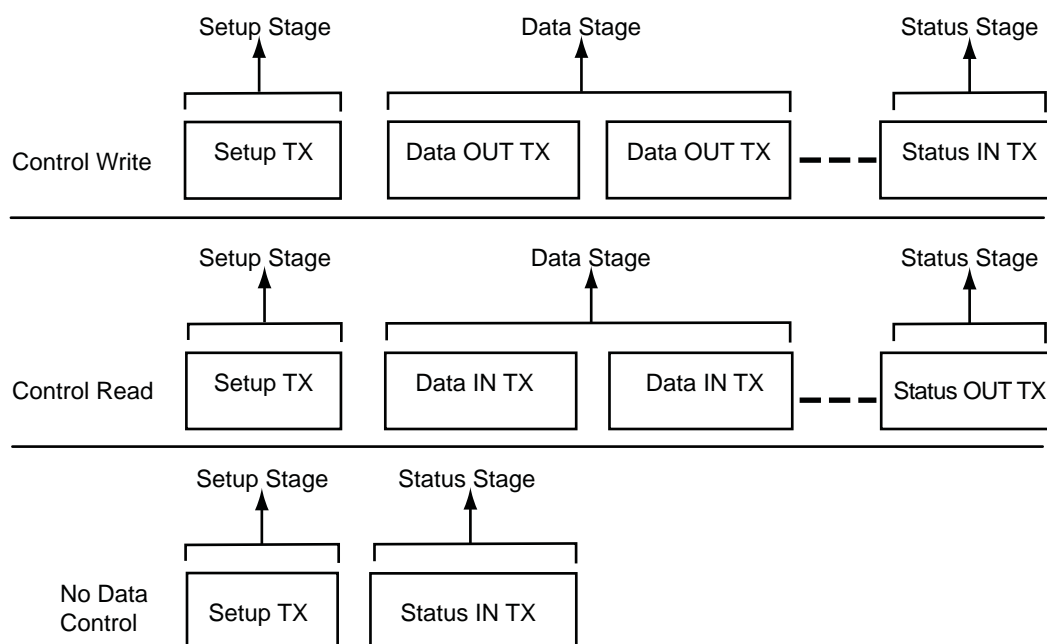 Setup Stage Data Stage Status Stage
Control Write Setup TX Data OUT TX Data OUT TX Status IN TX
Setup Stage Data Stage Status Stage
Control Read Setup TX Data IN TX Data IN TX Status OUT TX
Setup Stage Status Stage
No Data
Control
Setup TX Status IN TX